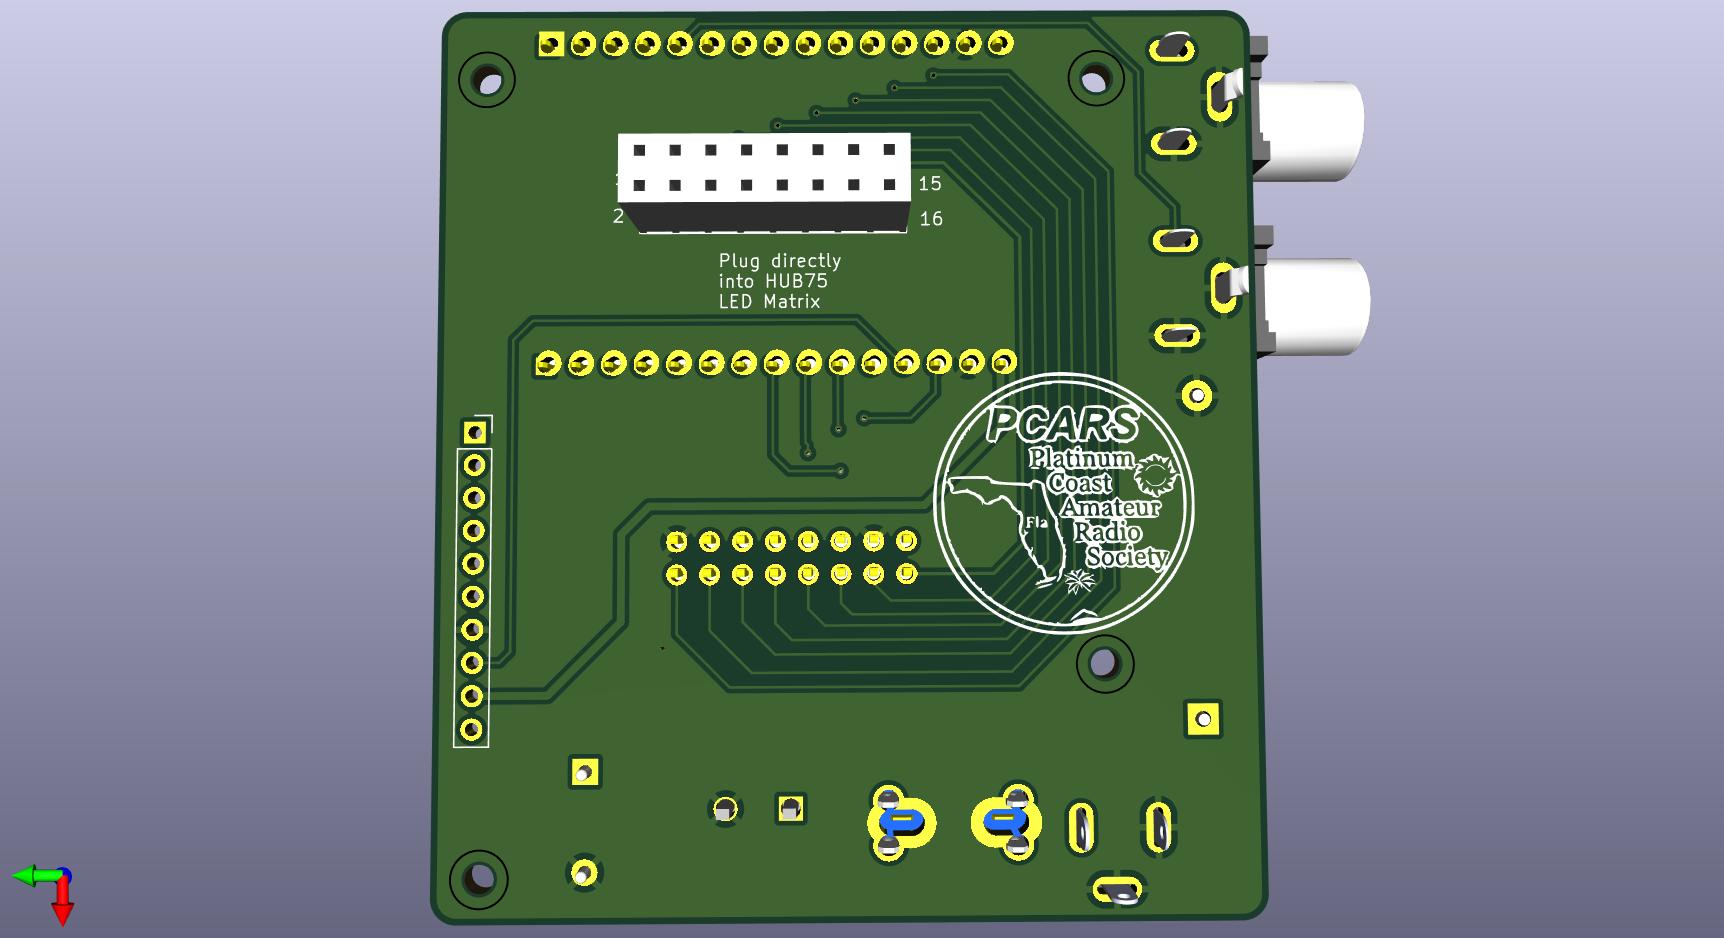 15
2
16
Plug directly
into HUB75
LED Matrix
PCARS
Platinum
Coast
Amateur
Radio
Society
Fla